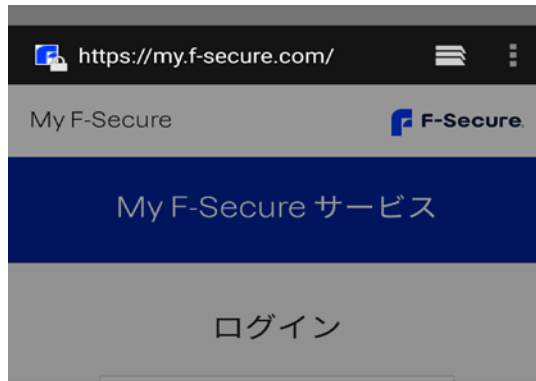 https://my.f-secure.com/
My F-Secure
F-Secure.
My F-Secure サービス
ログイン